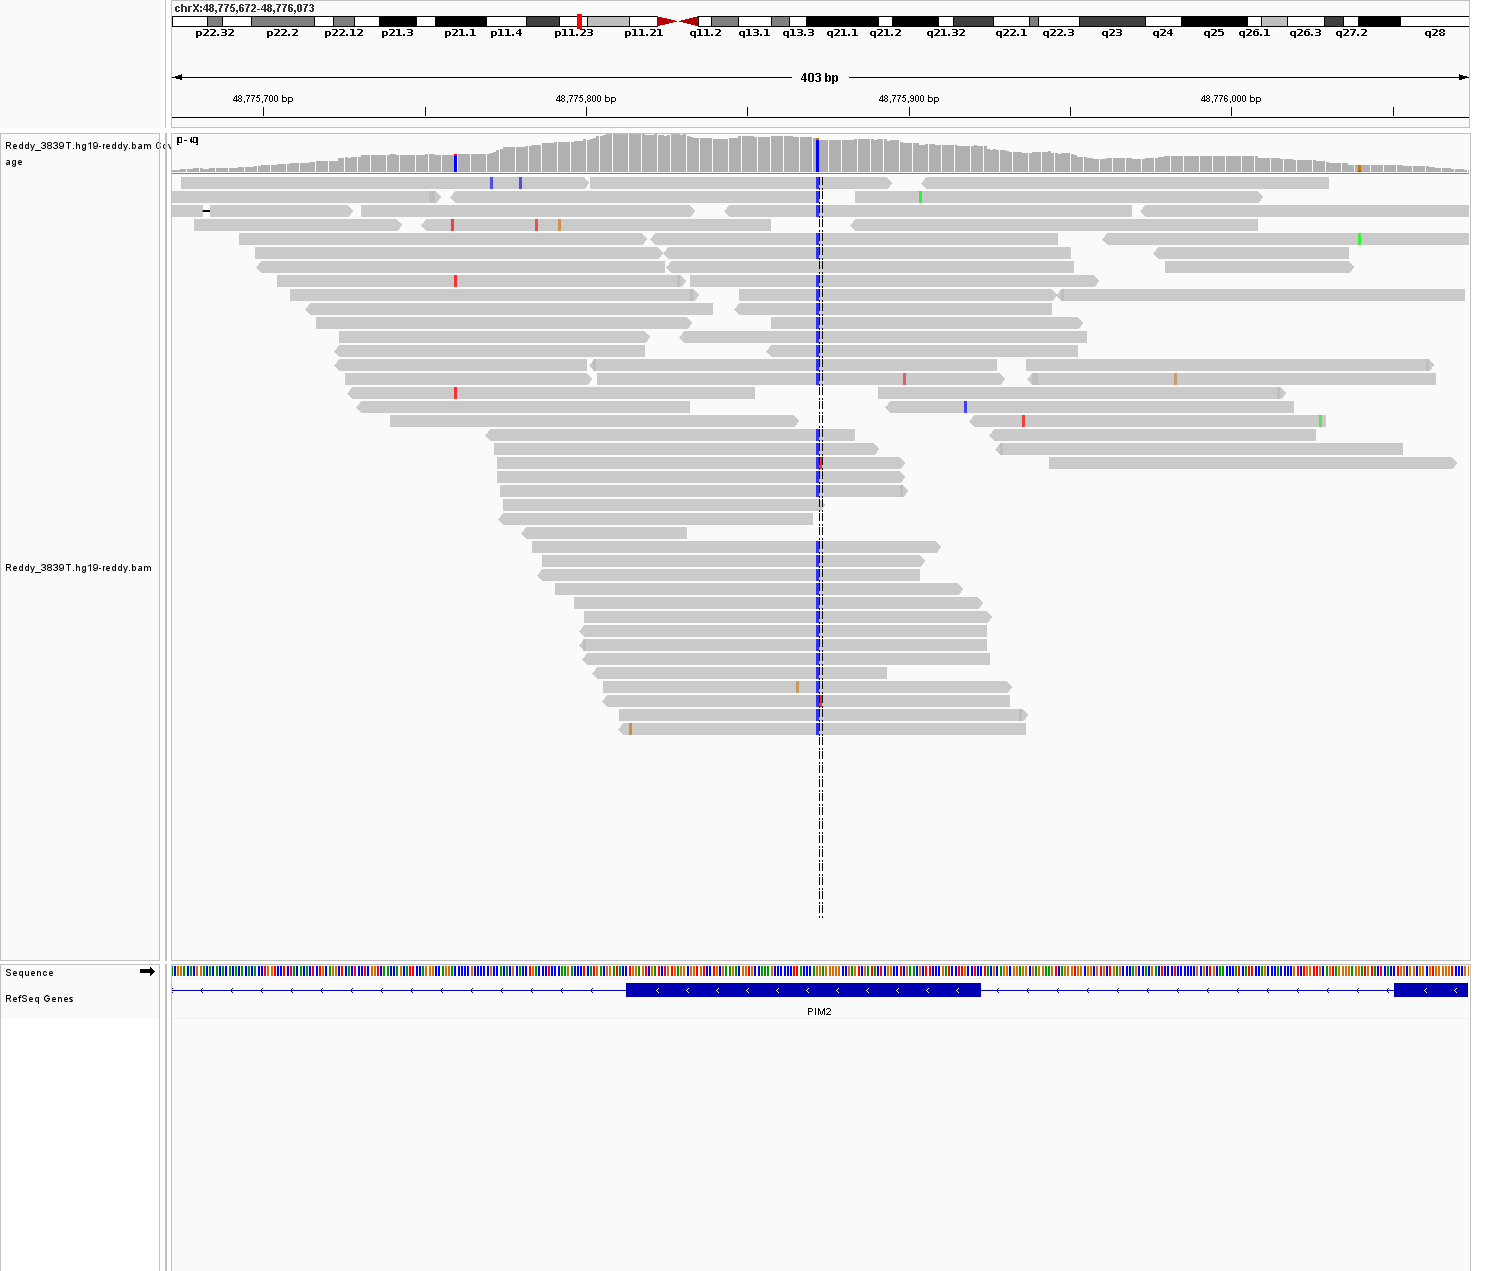 chrX:48,775,672-48,776,073
p22.32 p22.2 p22.12 p21.3 p21.1 p11.4 p11.23 p11.21 q11.2 q13.1 q13.3 q21.1 q21.2 q21.32 q22.1 q22.3 q23 q24 q25 q26.1 q26.3 q27.2 q28
403 bp
48,775,700 bp 48,775,800 bp 48,775,900 bp 48,776,000 bp
Reddy_3839T.hg19-reddy.bam Cov
age
Reddy_3839T.hg19-reddy.bam
Sequence
RefSeq Genes
PIM2